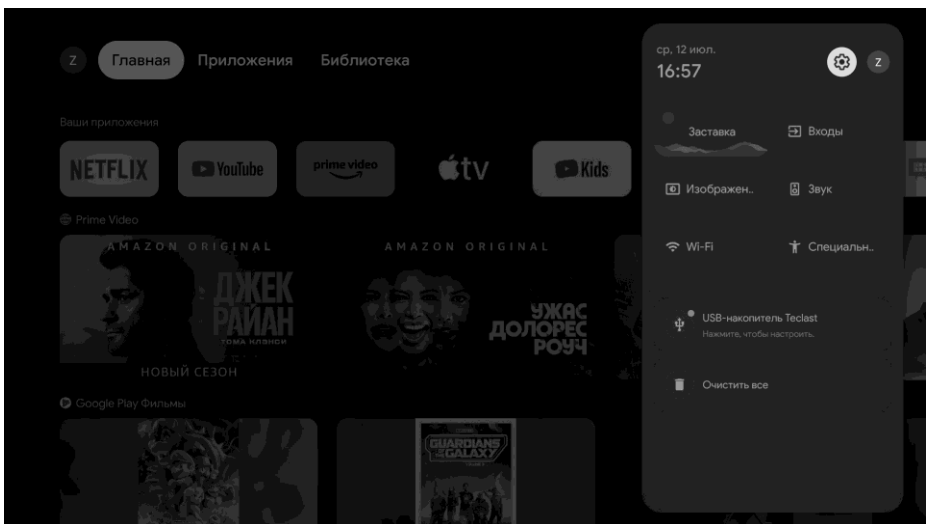 Z
Главная
Приложения
Библиотека
ср, 12 июл.
16:57
Z
Ваши приложения
Заставка
Входы
NETFLIX
YouTube
prime video
tv
Kids
Изображен..
Звук
Prime Video
Wi-Fi
Специальн..
AMAZON ORIGINAL
ДЖЕК
РАЙАН
ТОМА КЛЭНСИ
НОВЫЙ СЕЗОН
AMAZON ORIGINAL
УЖАС
ДОЛОРЕС
РОУЧ
USB-накопитель Teclast
Нажмите, чтобы настроить.
Очистить все
Google Play Фильмы
GUARDIANS
OF THE
GALAXY